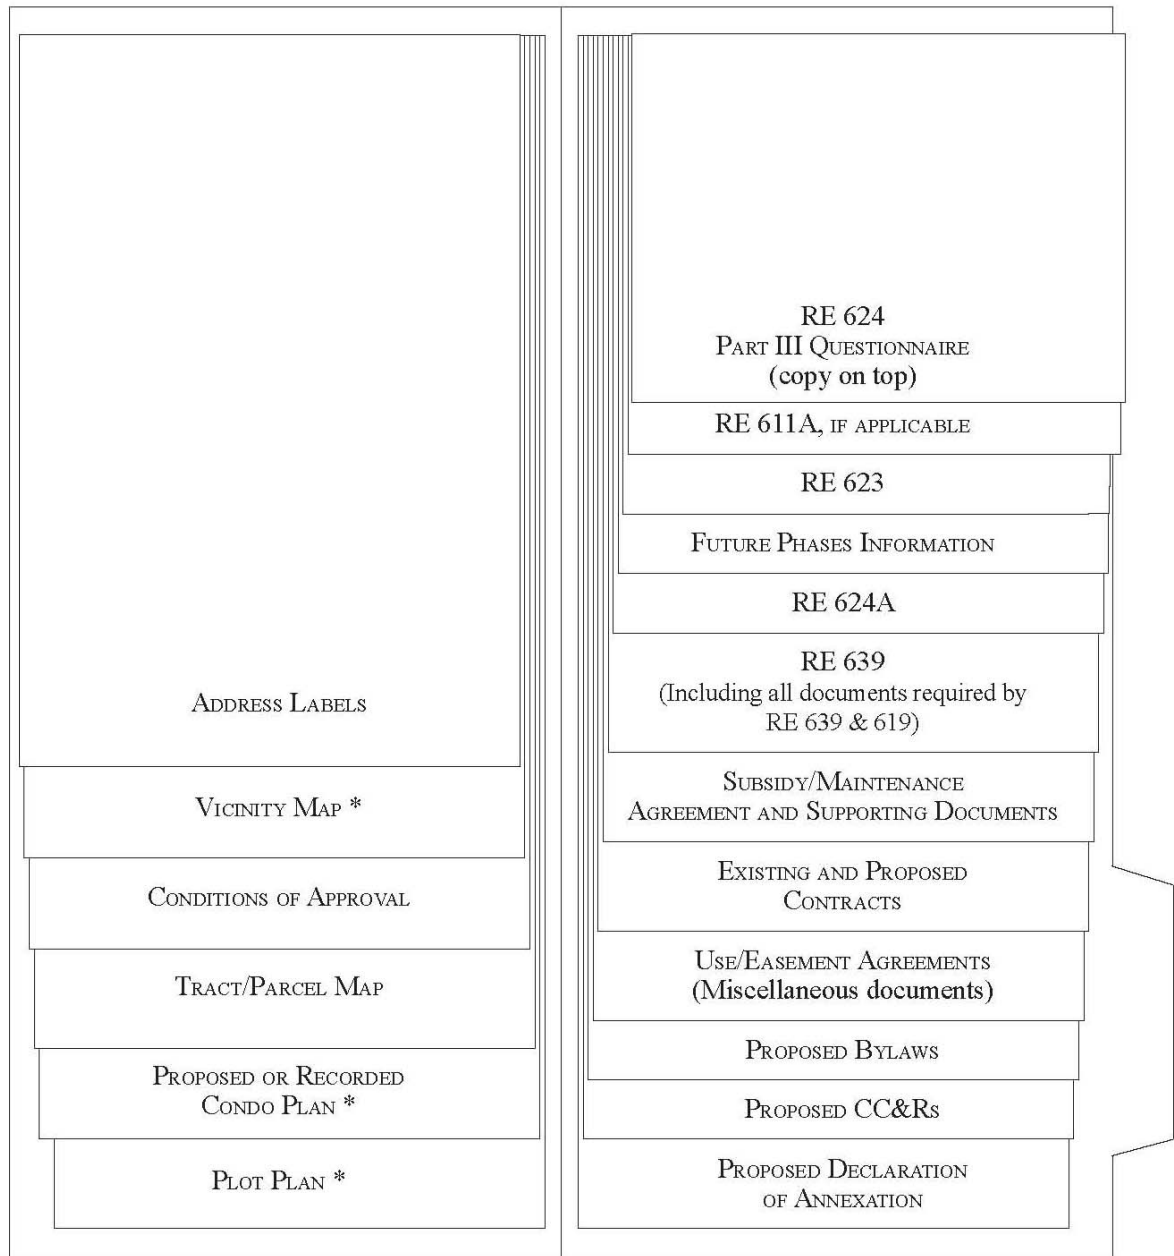 Address Labels
Vicinity Map *
Conditions of Approval
Tract/Parcel Map
Proposed or Recorded
Condo Plan *
Plot Plan *
RE 624
Part III Questionnaire
(copy on top)
RE 611A, if applicable
RE 623
Future Phases Information
RE 624A
RE 639
(Including all documents required by
RE 639 & 619)
Subsidy/Maintenance
Agreement and Supporting Documents
Existing and Proposed
Contracts
Use/Easement Agreements
(Miscellaneous documents)
Proposed Bylaws
Proposed CC&Rs
Proposed Declaration
of Annexation